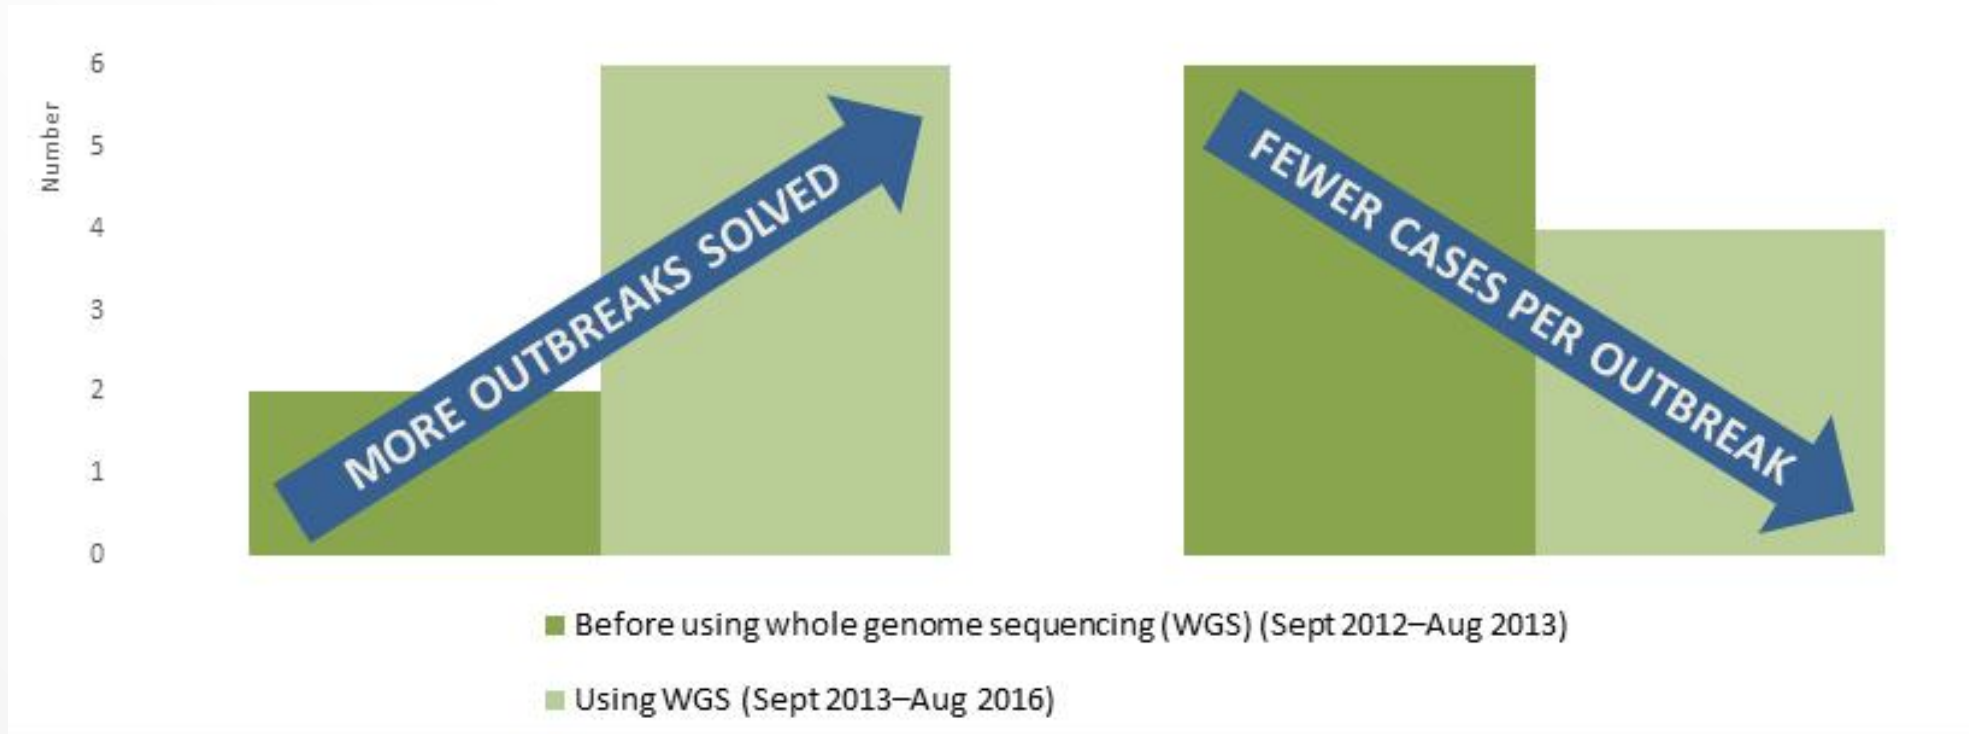 Number
6
5
4
3
2
1
0
MORE OUTBREAKS SOLVED
FEWER CASES PER OUTBREAK
Before using whole genome sequencing (WGS) (Sept 2012–Aug 2013)
Using WGS (Sept 2013–Aug 2016)